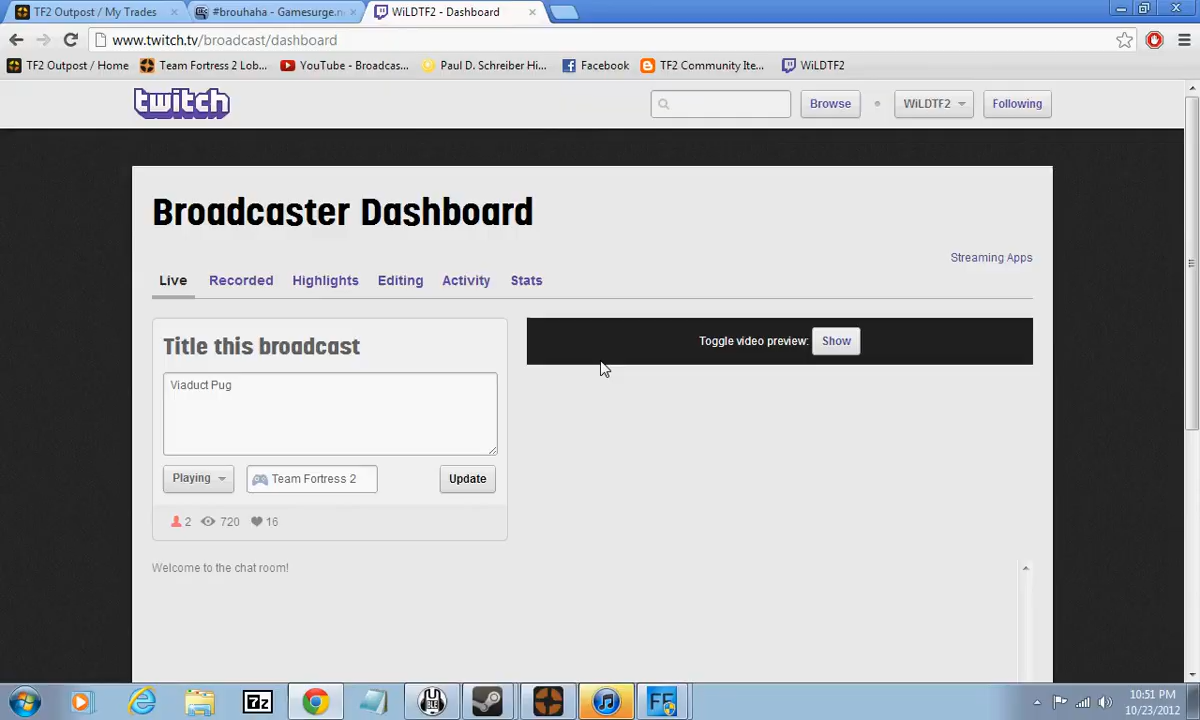 TF2 Outpost / My Trades
#brouhaha - Gamesurge.ne
WiLDTF2 - Dashboard
www.twitch.tv/broadcast/dashboard
TF2 Outpost / Home
Team Fortress 2 Lob...
YouTube - Broadcas...
Paul D. Schreiber Hi...
Facebook
TF2 Community Ite...
WiLDTF2
twitch
Browse
WiLDTF2
Following
Broadcaster Dashboard
Streaming Apps
Live Recorded Highlights Editing Activity Stats
Title this broadcast
Toggle video preview: Show
Viaduct Pug
Playing
Team Fortress 2
Update
2 720 16
Welcome to the chat room!
7z
FF
10:51 PM
10/23/2012